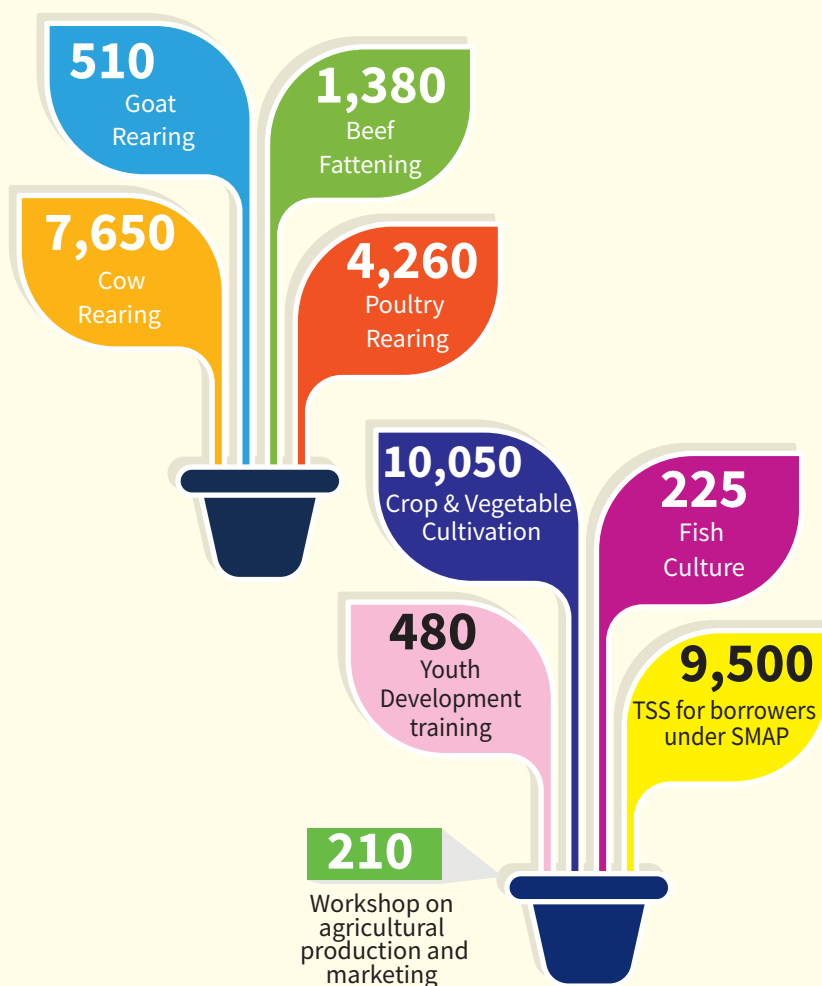 510
Goat
Rearing
1,380
Beef
Fattening
7,650
Cow
Rearing
4,260
Poultry
Rearing
10,050
Crop & Vegetable
Cultivation
225
Fish
Culture
480
Youth
Development
training
9,500
TSS for borrowers
under SMAP
210
Workshop on
agricultural
production and
marketing